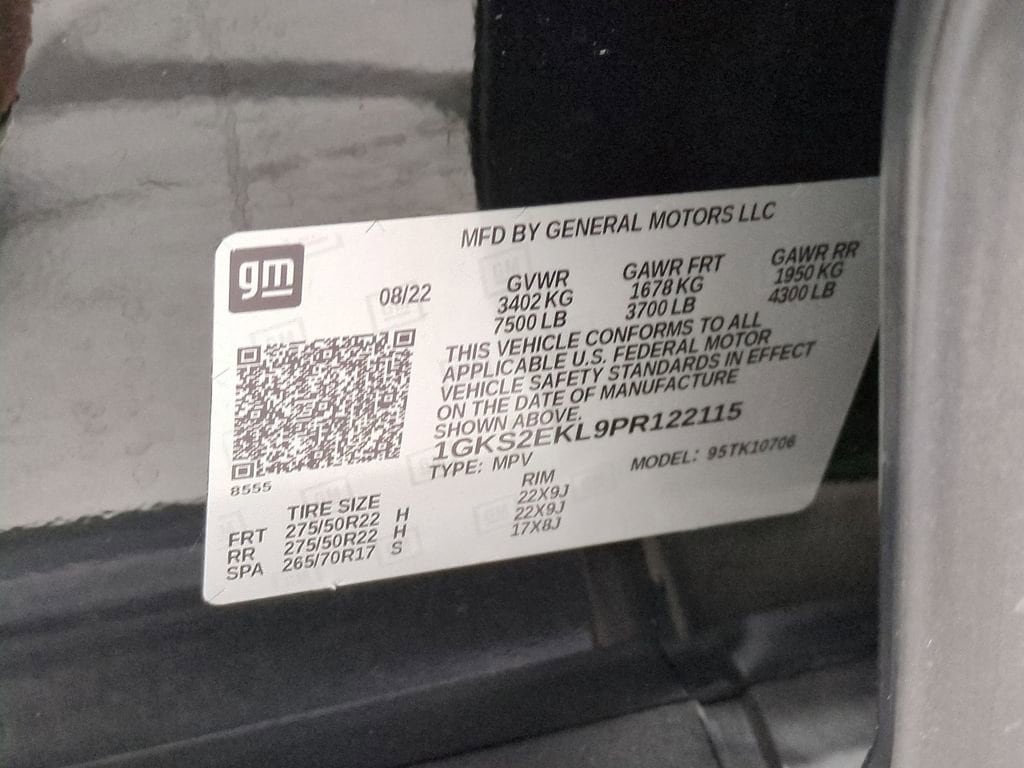 MFD BY GENERAL MOTORS LLC
gm
08/22
GVWR
3402 KG
7500 LB
GAWR FRT
1678 KG
3700 LB
GAWR RR
1950 KG
4300 LB
THIS VEHICLE CONFORMS TO ALL
APPLICABLE U.S. FEDERAL MOTOR
VEHICLE SAFETY STANDARDS IN EFFECT
ON THE DATE OF MANUFACTURE
SHOWN ABOVE.
1GKS2EKL9PR122115
TYPE: MPV
MODEL: 95TK10706
8555
TIRE SIZE RIM
FRT 275/50R22 H 22X9J
RR 275/50R22 H 22X9J
SPA 265/70R17 S 17X8J